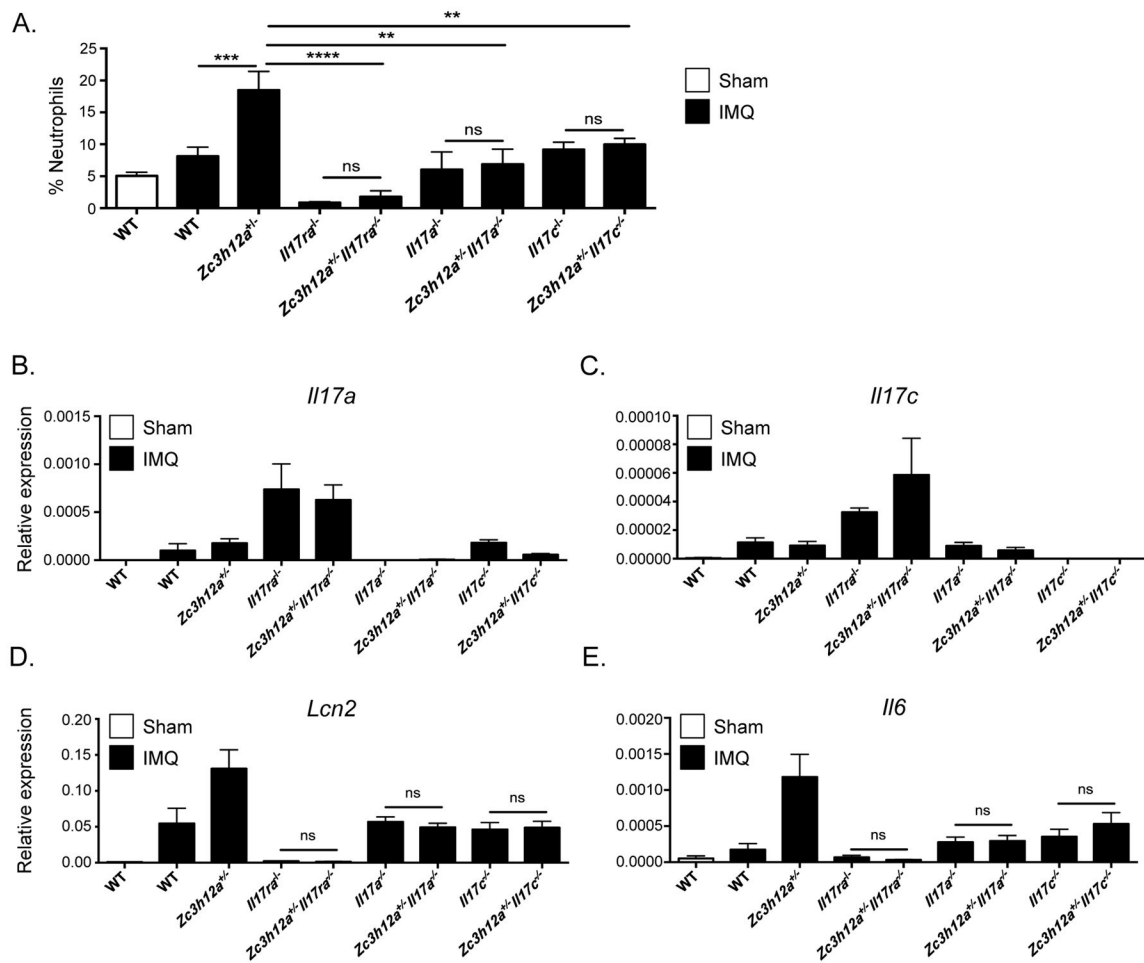 A.
**
**
***
****
% Neutrophils
25
20
15
10
5
0
ns
ns
ns
Sham
IMQ
WT
WT
Zc3h12a+/-
Il17ra-/-
Zc3h12a+/- Il17ra-/-
Il17a-/-
Zc3h12a+/- Il17a-/-
Il17c-/-
Zc3h12a+/- Il17c-/-
B.
Il17a
Relative expression
0.0015
0.0010
0.0005
0.0000
Sham
IMQ
WT
WT
Zc3h12a+/-
Il17ra-/-
Zc3h12a+/- Il17ra-/-
Il17a-/-
Zc3h12a+/- Il17a-/-
Il17c-/-
Zc3h12a+/- Il17c-/-
C.
Il17c
0.00010
0.00008
0.00006
0.00004
0.00002
0.00000
Sham
IMQ
WT
WT
Zc3h12a+/-
Il17ra-/-
Zc3h12a+/- Il17ra-/-
Il17a-/-
Zc3h12a+/- Il17a-/-
Il17c-/-
Zc3h12a+/- Il17c-/-
D.
Lcn2
Relative expression
0.20
0.15
0.10
0.05
0.00
Sham
IMQ
ns
ns
ns
WT
WT
Zc3h12a+/-
Il17ra-/-
Zc3h12a+/- Il17ra-/-
Il17a-/-
Zc3h12a+/- Il17a-/-
Il17c-/-
Zc3h12a+/- Il17c-/-
E.
Il6
0.0020
0.0015
0.0010
0.0005
0.0000
Sham
IMQ
ns
ns
ns
WT
WT
Zc3h12a+/-
Il17ra-/-
Zc3h12a+/- Il17ra-/-
Il17a-/-
Zc3h12a+/- Il17a-/-
Il17c-/-
Zc3h12a+/- Il17c-/-